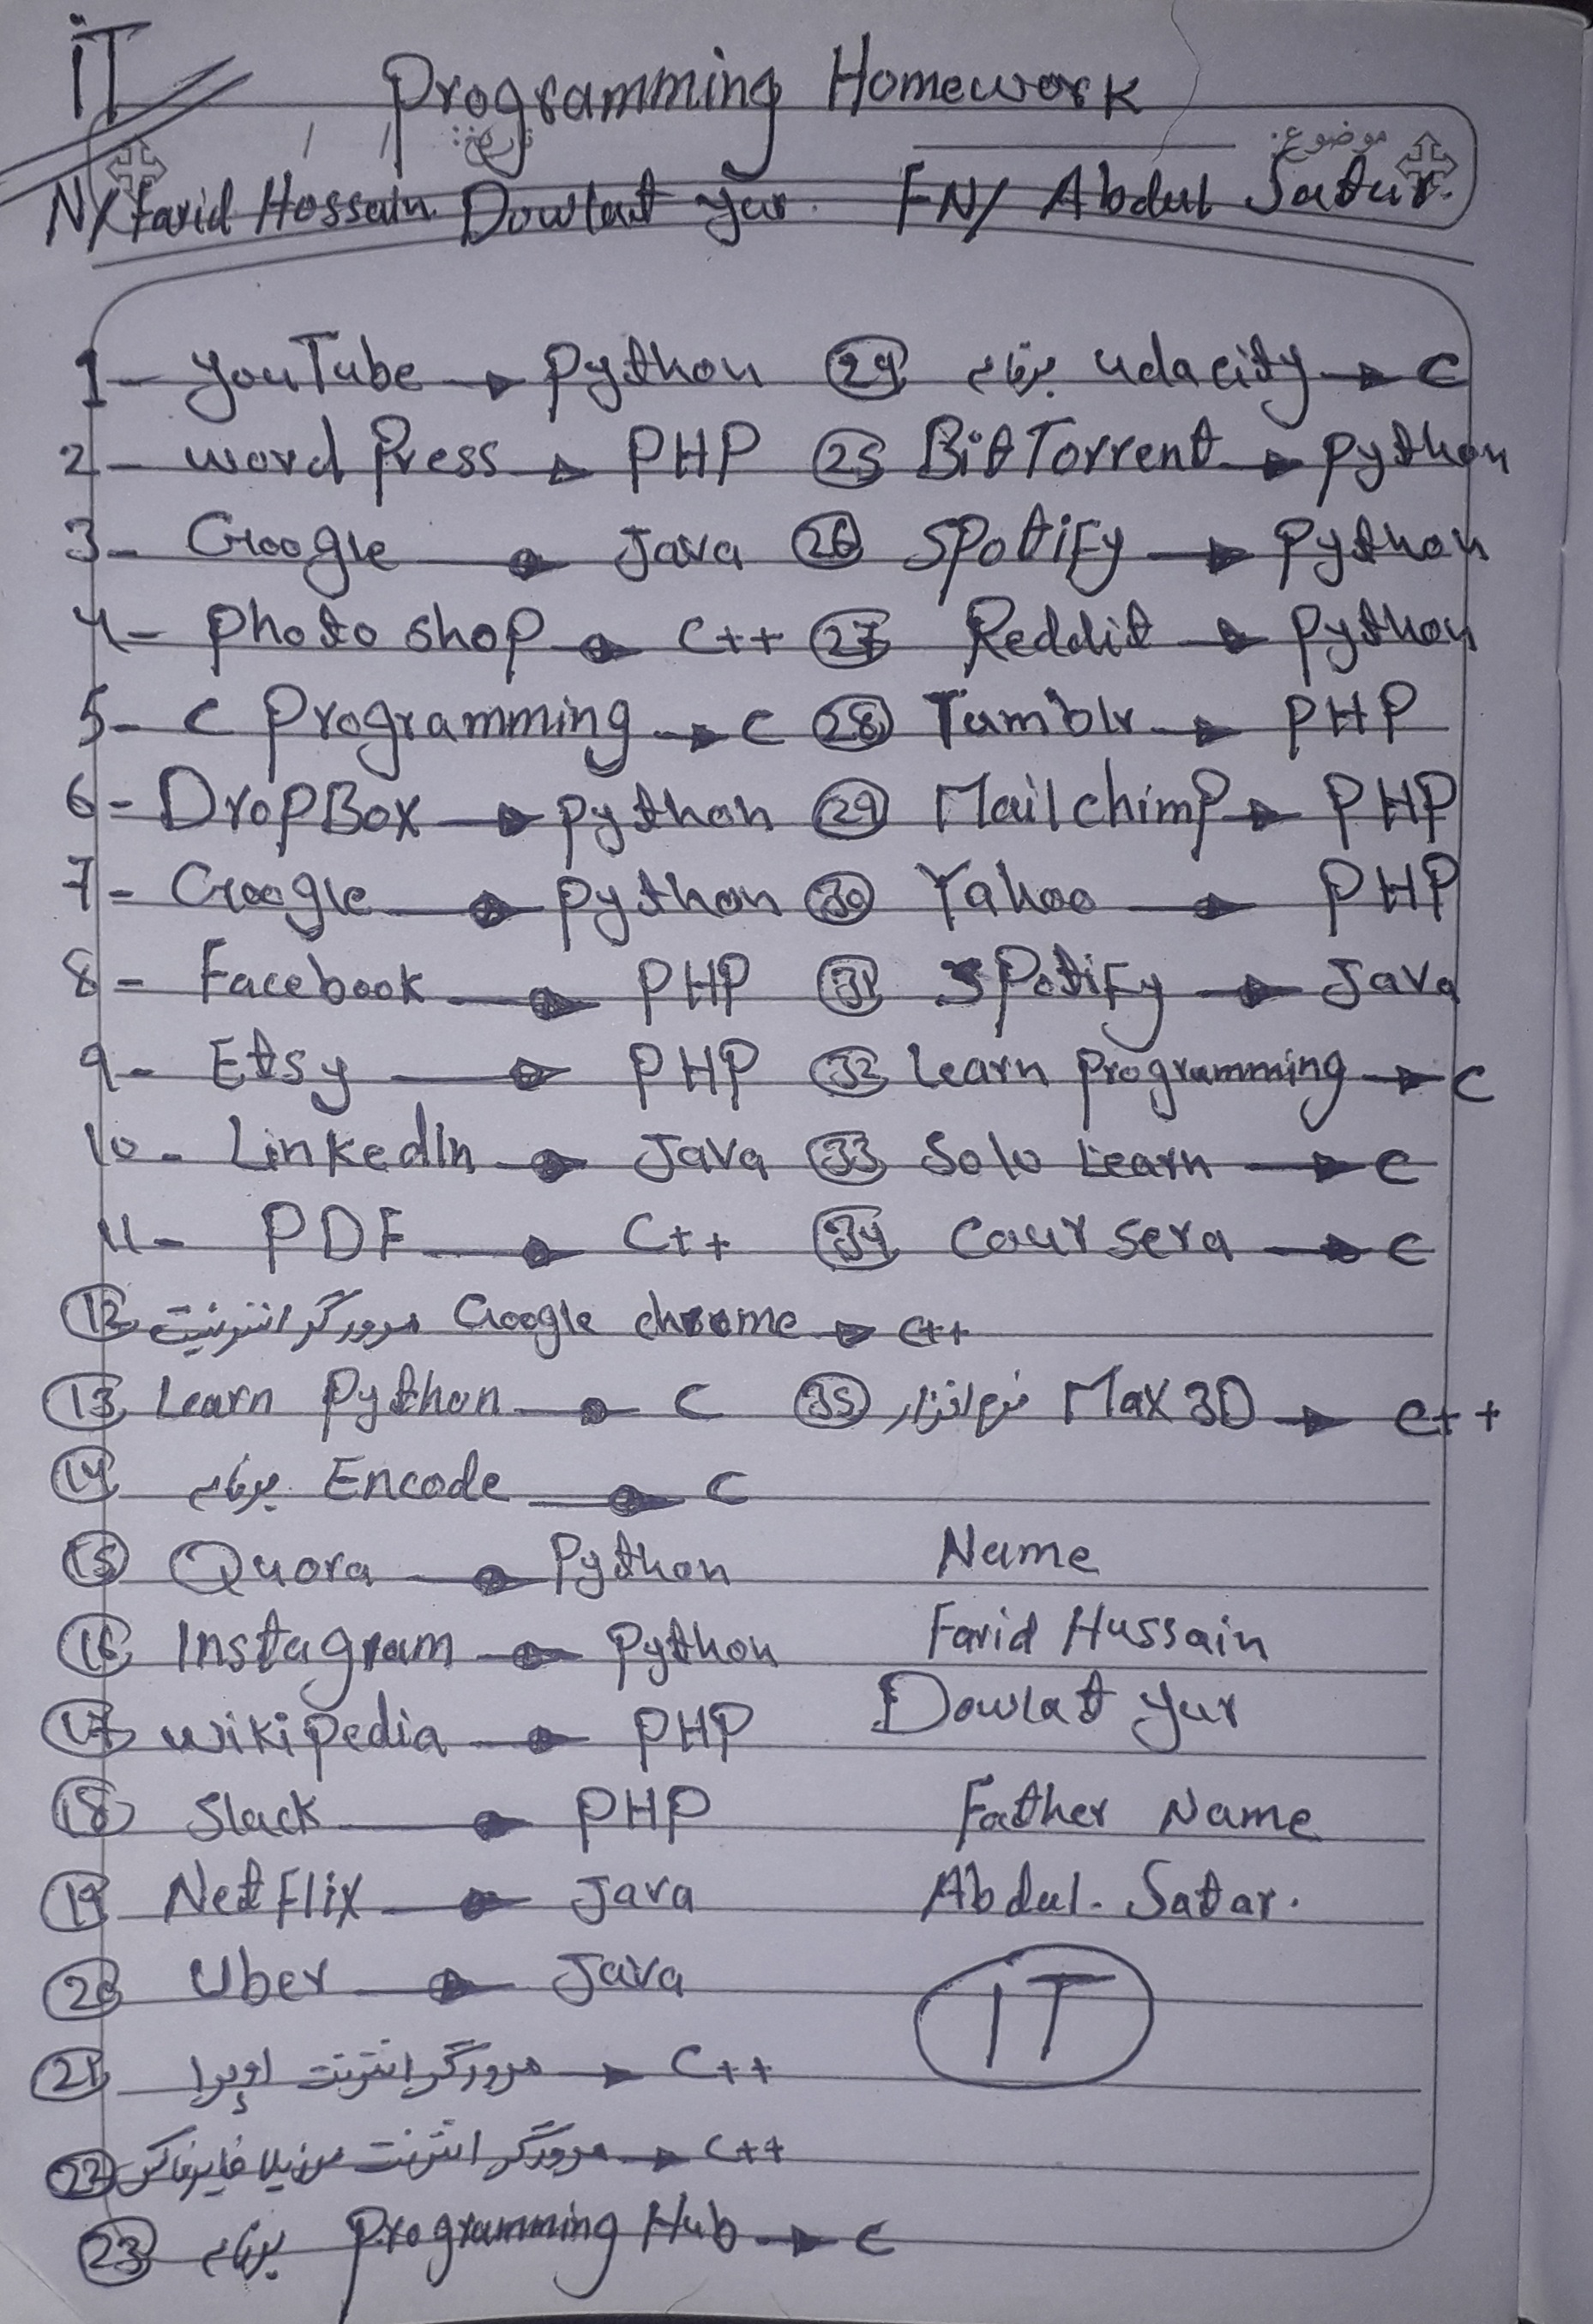 IT
Programming Homework
تاریخ: / / موضوع:
N/Farid Hossain Dowlat yar. FN/ Abdul Satar.
1- YouTube → python
2- word Press → PHP
3- Google → Java
4- Photo shop → C++
5- C Programming → C
6- DropBox → python
7- Google → python
8- Facebook → PHP
9- Etsy → PHP
10- LinkedIn → Java
11- PDF → C++
12 مرورگر انترنیت Google chrome → C++
13 Learn Python → C
14 برنامه Encode → C
15 Quora → Python
16 Instagram → Python
17 wikipedia → PHP
18 Slack → PHP
19 NetFlix → Java
20 Uber → Java
21 مرورگر انترنت اوپرا → C++
22 مرورگر انترنت موزیلا فایرفاکس → C++
23 برنامه Programming Hub → C
24 برنامه udacity → C
25 BitTorrent → python
26 SPotiFy → Python
27 Reddit → Python
28 Tumblr → PHP
29 Mailchimp → PHP
30 Yahoo → PHP
31 SPotiFy → Java
32 Learn Programming → C
33 Solo Learn → C
34 Coursera → C
35 نرم افزار Max 3D → C++
Name
Farid Hussain
Dowlat yar
Father Name
Abdul. Satar.
IT